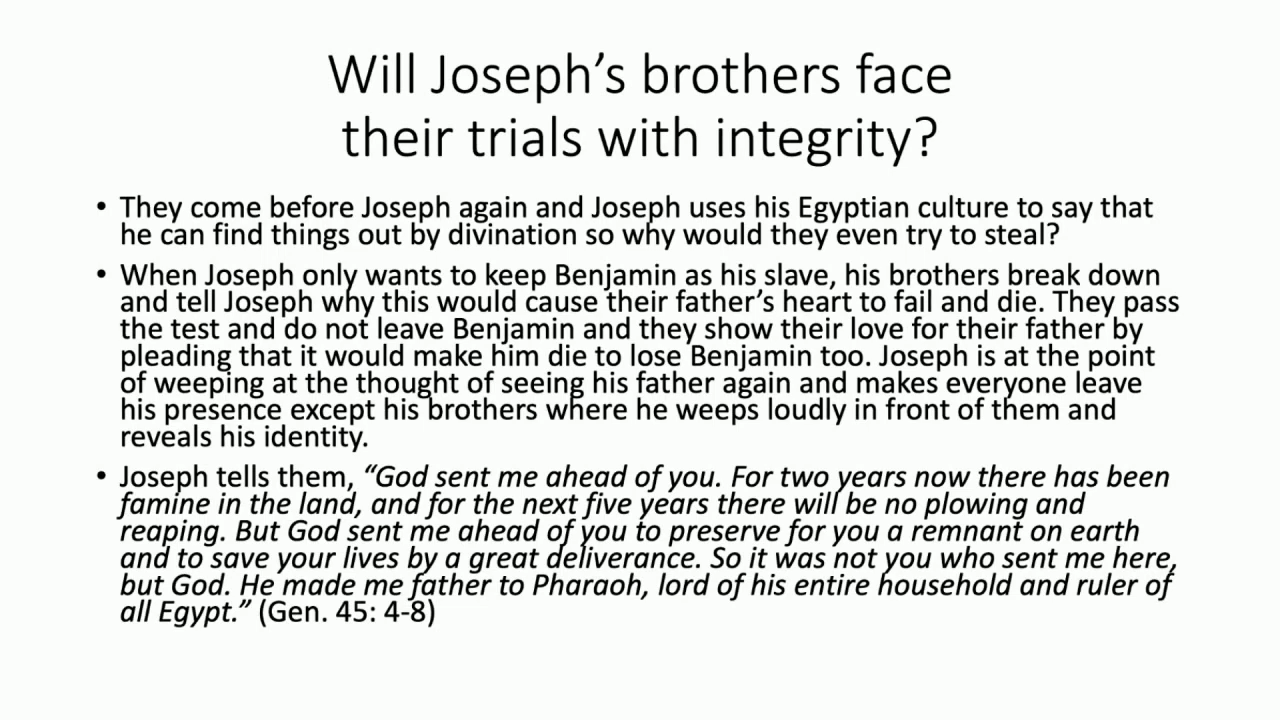 Will Joseph’s brothers face
their trials with integrity?
• They come before Joseph again and Joseph uses his Egyptian culture to say that
he can find things out by divination so why would they even try to steal?
• When Joseph only wants to keep Benjamin as his slave, his brothers break down
and tell Joseph why this would cause their father’s heart to fail and die. They pass
the test and do not leave Benjamin and they show their love for their father by
pleading that it would make him die to lose Benjamin too. Joseph is at the point
of weeping at the thought of seeing his father again and makes everyone leave
his presence except his brothers where he weeps loudly in front of them and
reveals his identity.
• Joseph tells them, “God sent me ahead of you. For two years now there has been
famine in the land, and for the next five years there will be no plowing and
reaping. But God sent me ahead of you to preserve for you a remnant on earth
and to save your lives by a great deliverance. So it was not you who sent me here,
but God. He made me father to Pharaoh, lord of his entire household and ruler of
all Egypt.” (Gen. 45: 4-8)